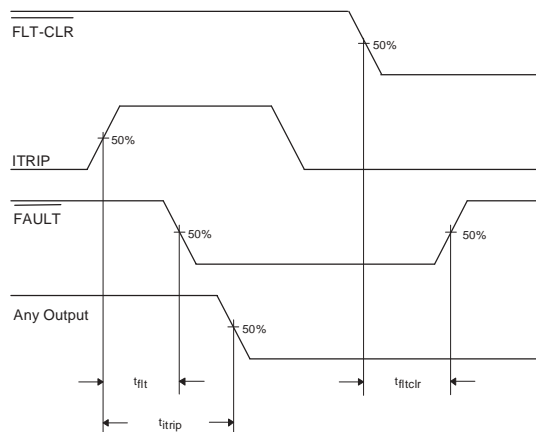 FLT-CLR
50%
50%
ITRIP
FAULT
50%
50%
Any Output
50%
tflt
tfltclr
titrip